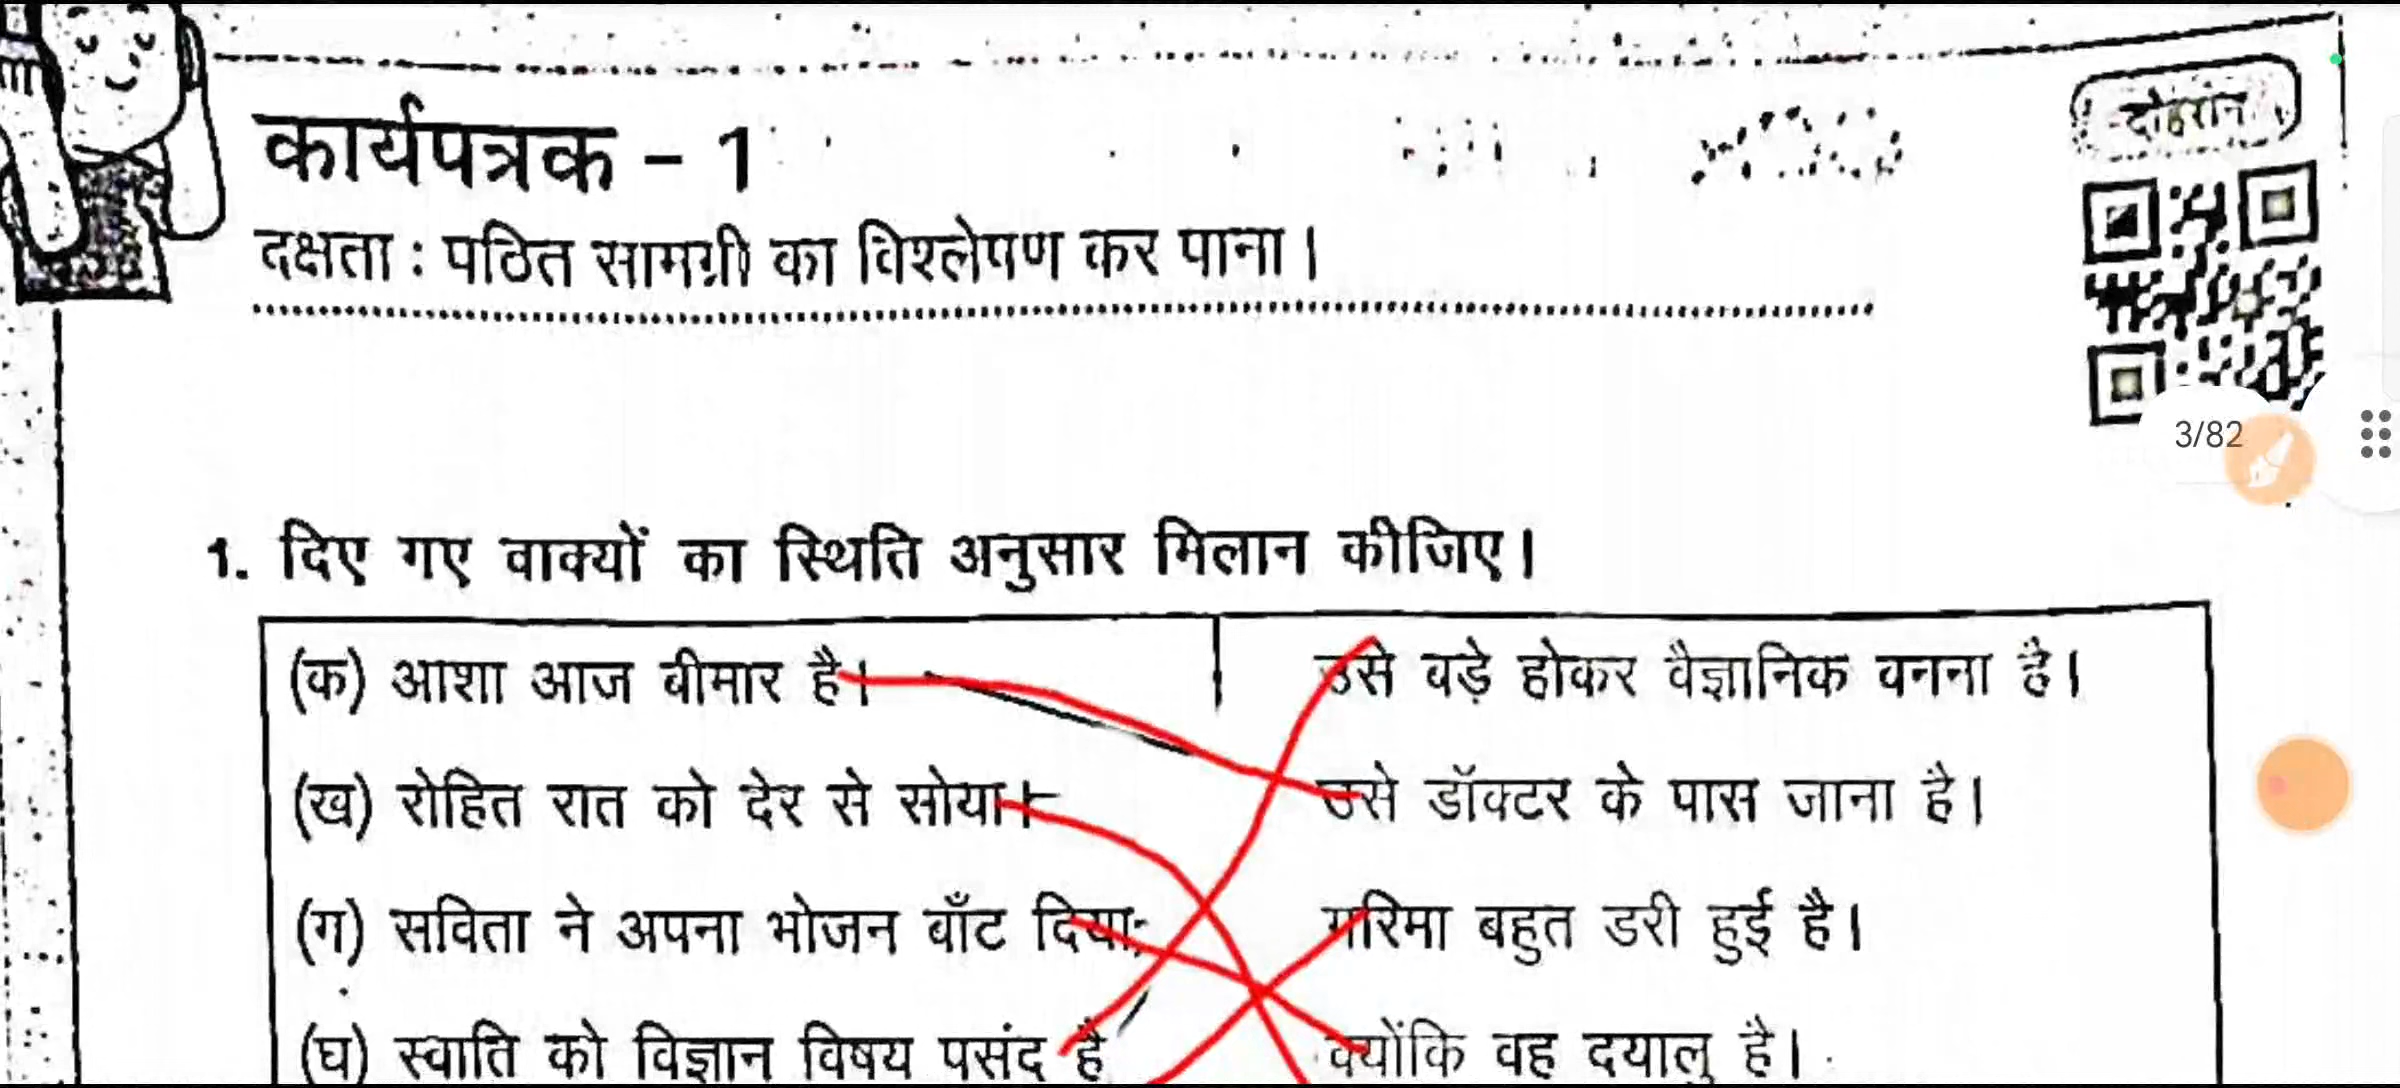 दोहरान
कार्यपत्रक - 1
दक्षता : पठित सामग्री का विश्लेषण कर पाना।
3/82
1. दिए गए वाक्यों का स्थिति अनुसार मिलान कीजिए।
(क) आशा आज बीमार है। उसे बड़े होकर वैज्ञानिक बनना है।
(ख) रोहित रात को देर से सोया। उसे डॉक्टर के पास जाना है।
(ग) सविता ने अपना भोजन बाँट दिया, गरिमा बहुत डरी हुई है।
(घ) स्वाति को विज्ञान विषय पसंद है क्योंकि वह दयालु है।